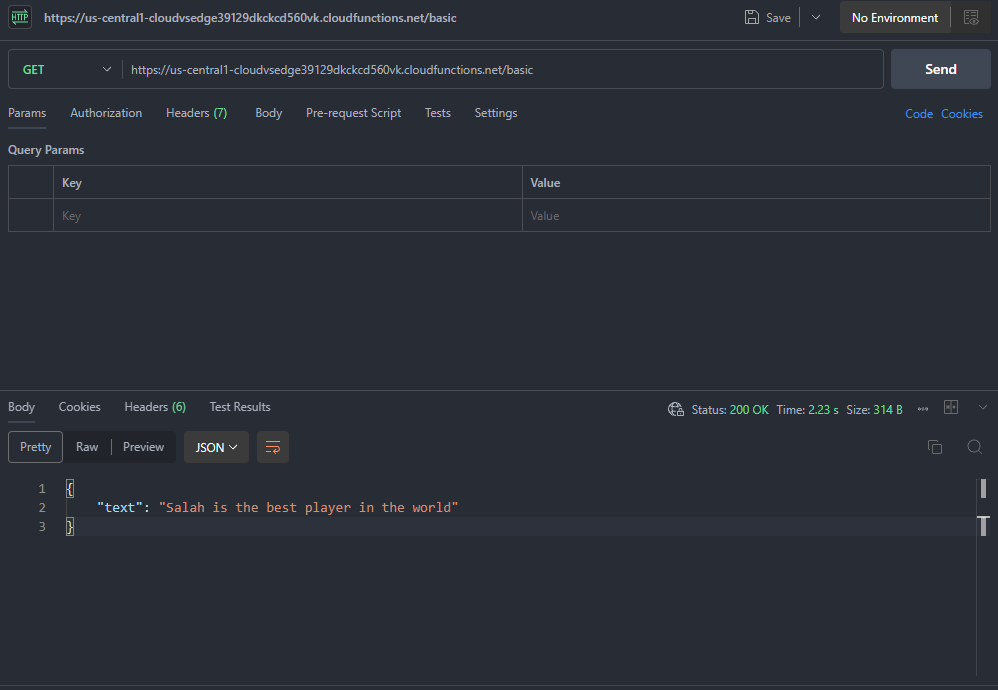 HTTP https://us-central1-cloudvsedge39129dkckcd560vk.cloudfunctions.net/basic Save No Environment
GET https://us-central1-cloudvsedge39129dkckcd560vk.cloudfunctions.net/basic Send
Params Authorization Headers (7) Body Pre-request Script Tests Settings Code Cookies
Query Params
Key Value
Key Value
Body Cookies Headers (6) Test Results Status: 200 OK Time: 2.23 s Size: 314 B
Pretty Raw Preview JSON
1 {
2 "text": "Salah is the best player in the world"
3 }